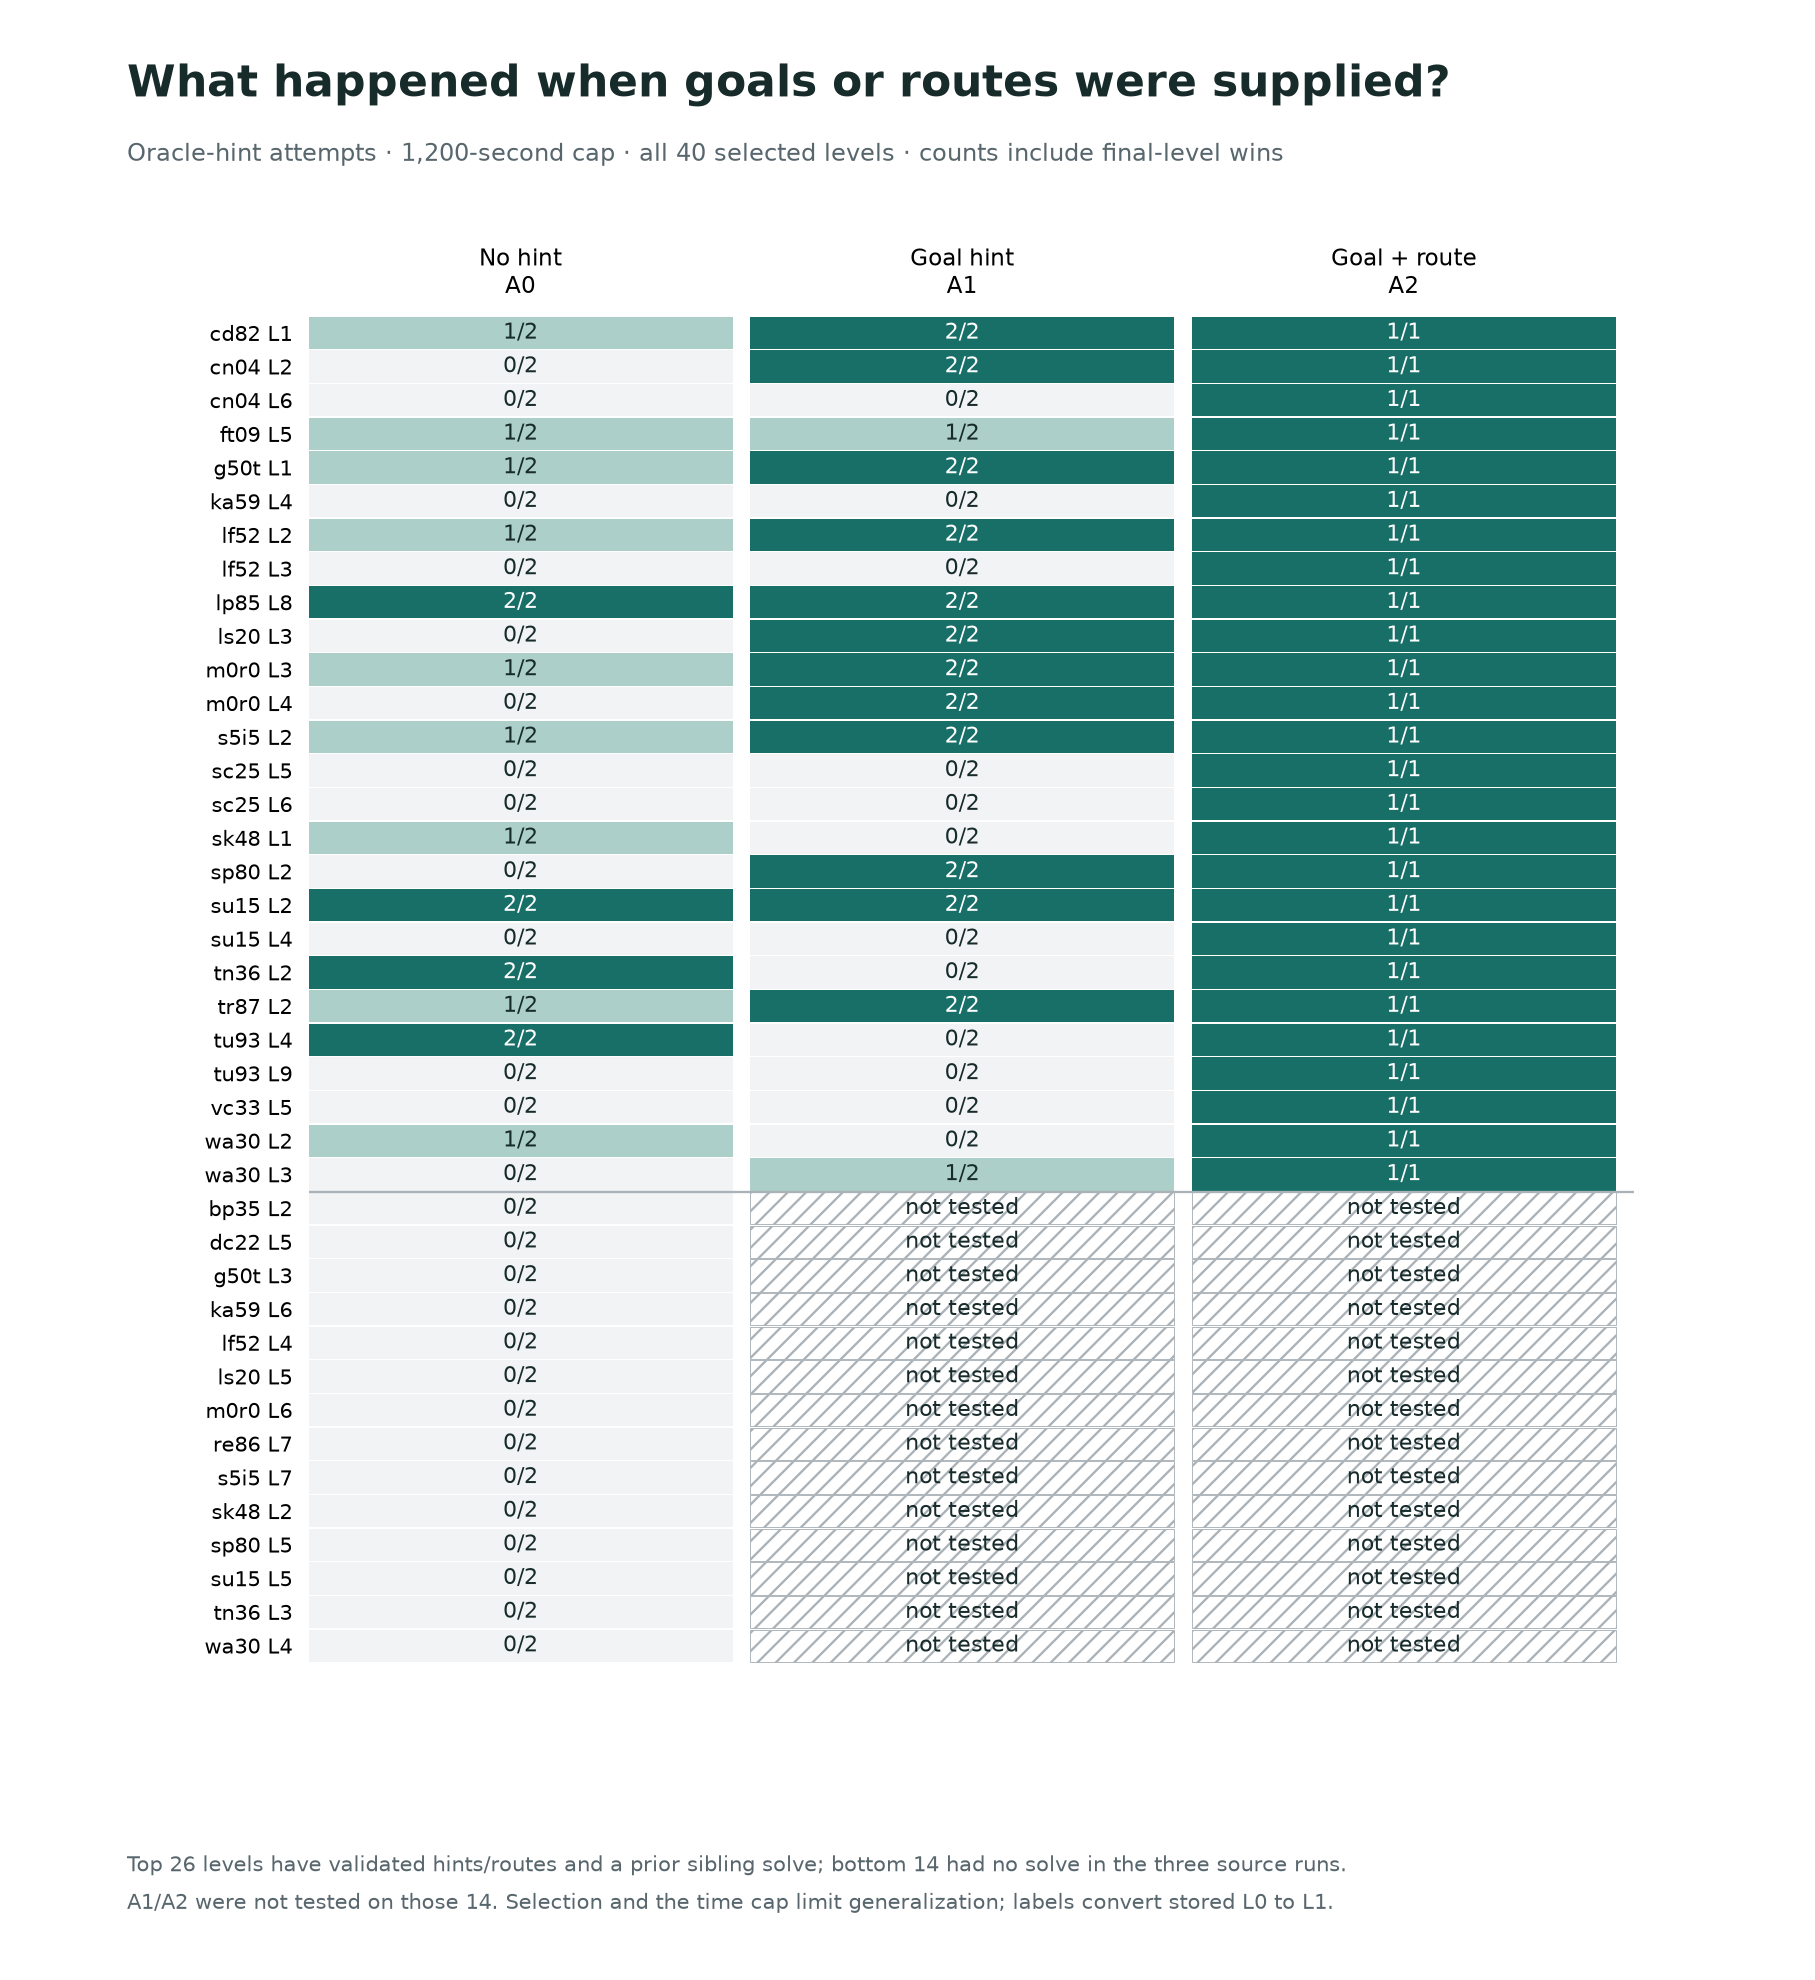 What happened when goals or routes were supplied?
Oracle-hint attempts · 1,200-second cap · all 40 selected levels · counts include final-level wins
No hint Goal hint Goal + route
A0 A1 A2
cd82 L1 1/2 2/2 1/1
cn04 L2 0/2 2/2 1/1
cn04 L6 0/2 0/2 1/1
ft09 L5 1/2 1/2 1/1
g50t L1 1/2 2/2 1/1
ka59 L4 0/2 0/2 1/1
lf52 L2 1/2 2/2 1/1
lf52 L3 0/2 0/2 1/1
lp85 L8 2/2 2/2 1/1
ls20 L3 0/2 2/2 1/1
m0r0 L3 1/2 2/2 1/1
m0r0 L4 0/2 2/2 1/1
s5i5 L2 1/2 2/2 1/1
sc25 L5 0/2 0/2 1/1
sc25 L6 0/2 0/2 1/1
sk48 L1 1/2 0/2 1/1
sp80 L2 0/2 2/2 1/1
su15 L2 2/2 2/2 1/1
su15 L4 0/2 0/2 1/1
tn36 L2 2/2 0/2 1/1
tr87 L2 1/2 2/2 1/1
tu93 L4 2/2 0/2 1/1
tu93 L9 0/2 0/2 1/1
vc33 L5 0/2 0/2 1/1
wa30 L2 1/2 0/2 1/1
wa30 L3 0/2 1/2 1/1
bp35 L2 0/2 not tested not tested
dc22 L5 0/2 not tested not tested
g50t L3 0/2 not tested not tested
ka59 L6 0/2 not tested not tested
lf52 L4 0/2 not tested not tested
ls20 L5 0/2 not tested not tested
m0r0 L6 0/2 not tested not tested
re86 L7 0/2 not tested not tested
s5i5 L7 0/2 not tested not tested
sk48 L2 0/2 not tested not tested
sp80 L5 0/2 not tested not tested
su15 L5 0/2 not tested not tested
tn36 L3 0/2 not tested not tested
wa30 L4 0/2 not tested not tested
Top 26 levels have validated hints/routes and a prior sibling solve; bottom 14 had no solve in the three source runs.
A1/A2 were not tested on those 14. Selection and the time cap limit generalization; labels convert stored L0 to L1.